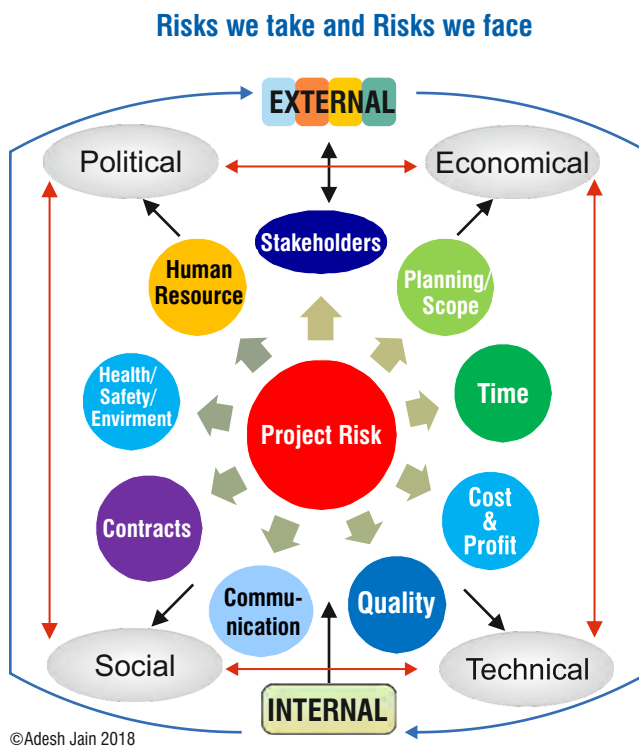 Risks we take and Risks we face
EXTERNAL
Political
Economical
Stakeholders
Human
Resource
Planning/
Scope
Health/
Safety/
Envirment
Time
Project Risk
Contracts
Cost
&
Profit
Commu-
nication
Quality
Social
Technical
INTERNAL
©Adesh Jain 2018